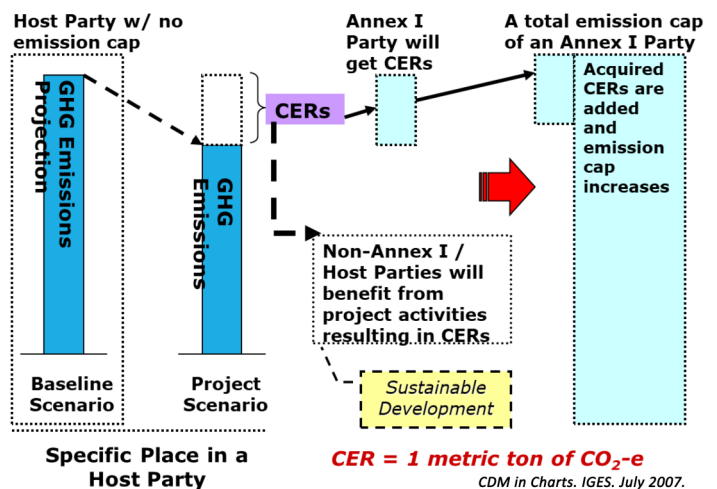 Host Party w/ no
emission cap
Annex I
Party will
get CERs
A total emission cap
of an Annex I Party
GHG Emissions
Projection
GHG
Emissions
CERs
Acquired
CERs are
added
and
emission
cap
increases
Non-Annex I /
Host Parties will
benefit from
project activities
resulting in CERs
Baseline
Scenario
Project
Scenario
Sustainable
Development
Specific Place in a
Host Party
CER = 1 metric ton of CO₂-e
CDM in Charts. IGES. July 2007.